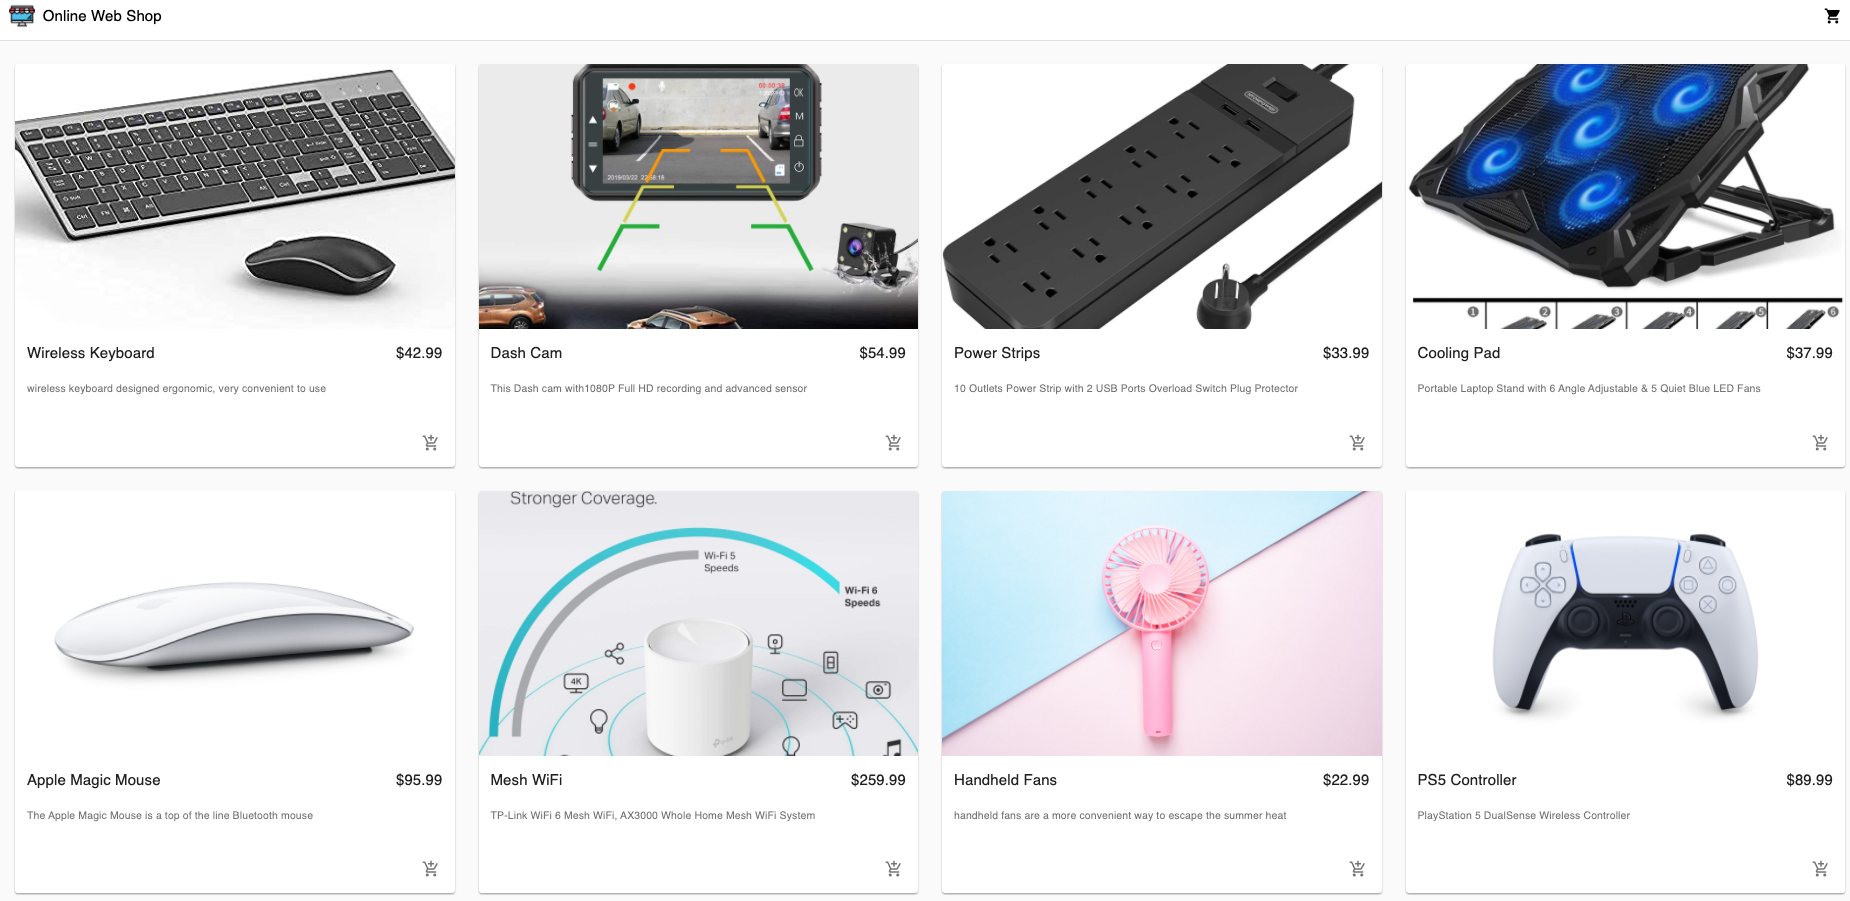 Online Web Shop
OK
M
2019/03/22
Wireless Keyboard $42.99
wireless keyboard designed ergonomic, very convenient to use
Dash Cam $54.99
This Dash cam with1080P Full HD recording and advanced sensor
Power Strips $33.99
10 Outlets Power Strip with 2 USB Ports Overload Switch Plug Protector
1 2 3 4 5 6
Cooling Pad $37.99
Portable Laptop Stand with 6 Angle Adjustable & 5 Quiet Blue LED Fans
Apple Magic Mouse $95.99
The Apple Magic Mouse is a top of the line Bluetooth mouse
Stronger Coverage.
Wi-Fi 5
Speeds
Wi-Fi 6
Speeds
4K
tp-link
Mesh WiFi $259.99
TP-Link WiFi 6 Mesh WiFi, AX3000 Whole Home Mesh WiFi System
Handheld Fans $22.99
handheld fans are a more convenient way to escape the summer heat
PS5 Controller $89.99
PlayStation 5 DualSense Wireless Controller